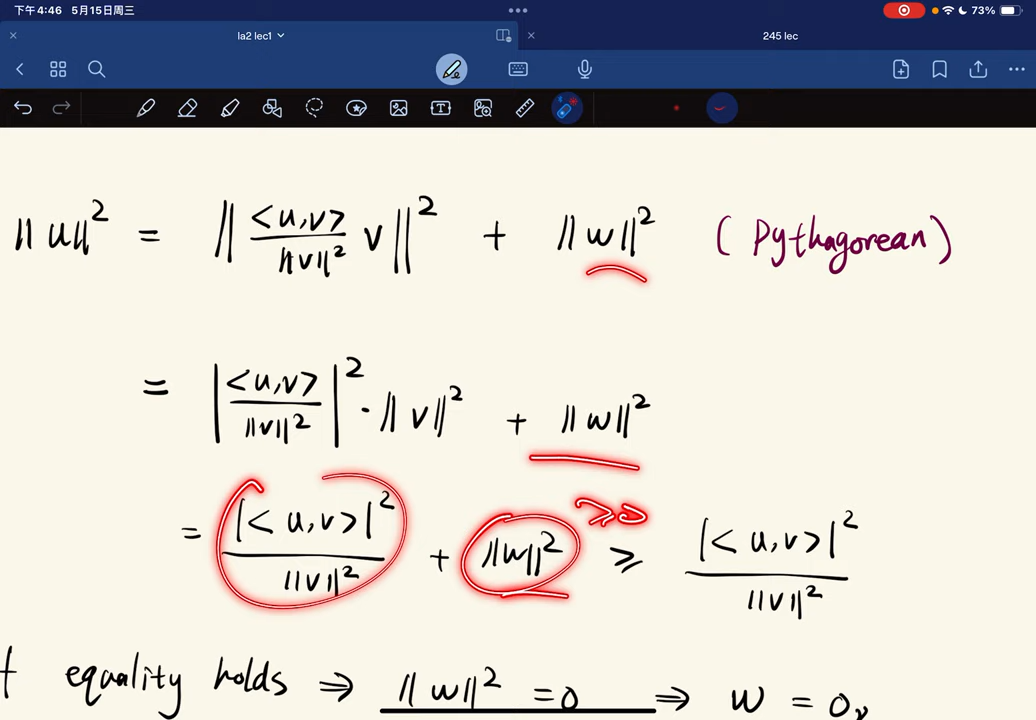 下午4:46 5月15日周三 73%
la2 lec1 245 lec
‖u‖² = ‖ <u,v>/‖v‖² v ‖² + ‖w‖² (Pythagorean)
= | <u,v>/‖v‖² |² · ‖v‖² + ‖w‖²
= |<u,v>|²/‖v‖² + ‖w‖² ≥0 ≥ |<u,v>|²/‖v‖²
equality holds ⇒ ‖w‖² = 0 ⇒ w = 0ᵥ